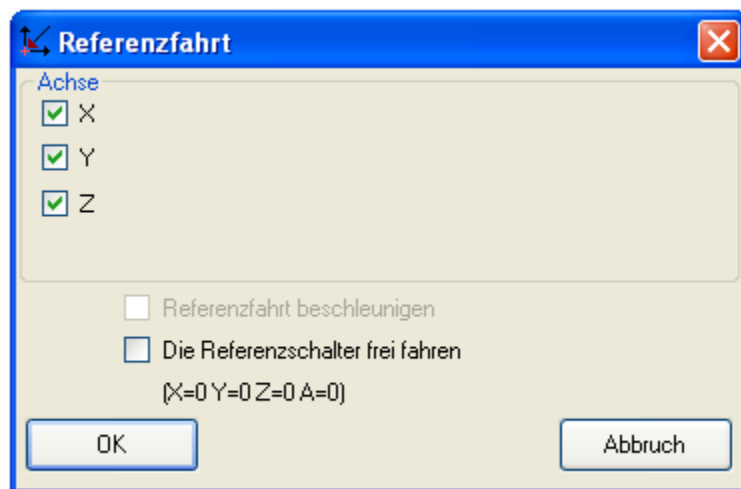 Referenzfahrt
Achse
X
Y
Z
Referenzfahrt beschleunigen
Die Referenzschalter frei fahren
(X=0 Y=0 Z=0 A=0)
OK
Abbruch